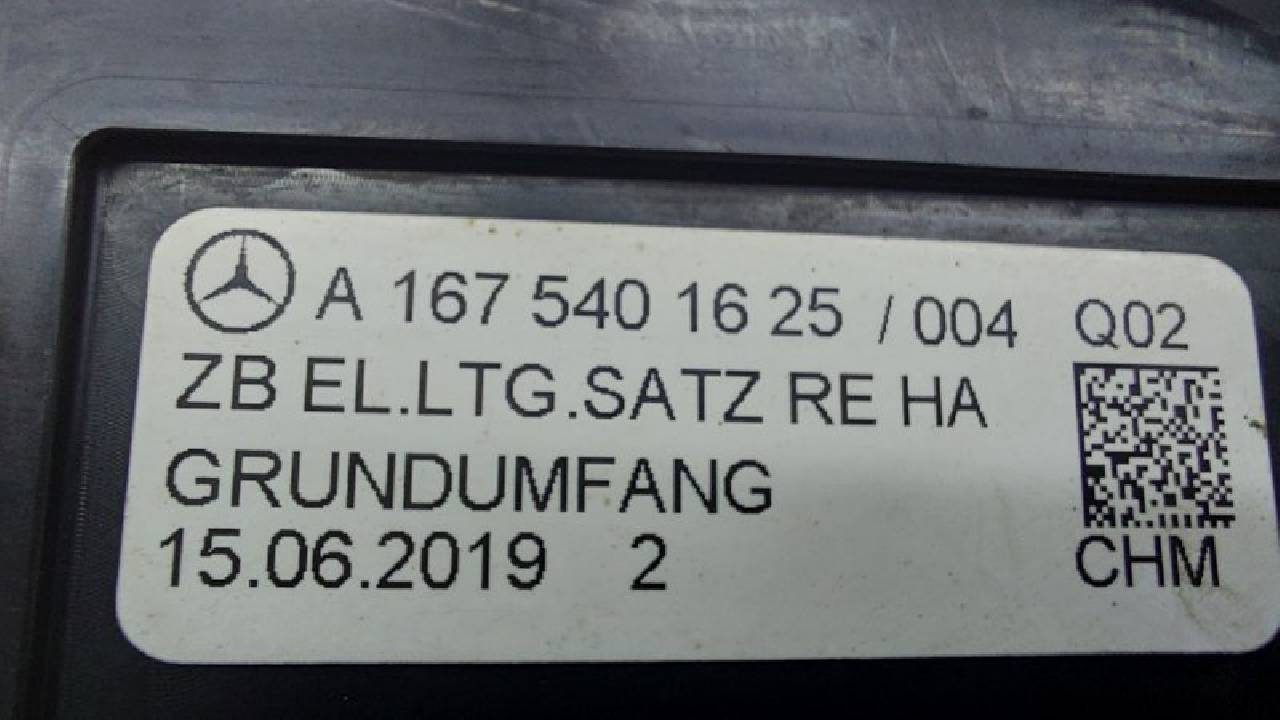 A 167 540 16 25 / 004 Q02
ZB EL.LTG.SATZ RE HA
GRUNDUMFANG
15.06.2019 2
CHM